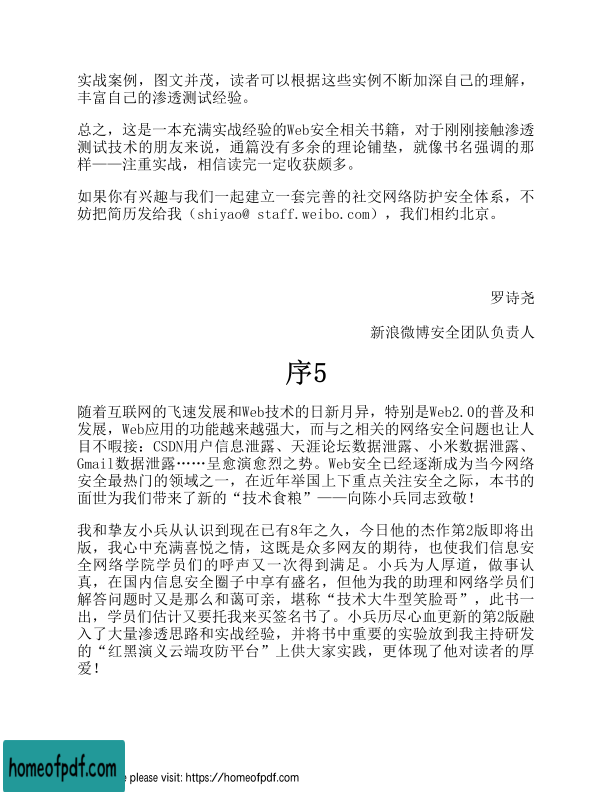 实战案例，图文并茂，读者可以根据这些实例不断加深自己的理解，
丰富自己的渗透测试经验。
总之，这是一本充满实战经验的Web安全相关书籍，对于刚刚接触渗透
测试技术的朋友来说，通篇没有多余的理论铺垫，就像书名强调的那
样——注重实战，相信读完一定收获颇多。
如果你有兴趣与我们一起建立一套完善的社交网络防护安全体系，不
妨把简历发给我（shiyao@ staff.weibo.com），我们相约北京。
罗诗尧
新浪微博安全团队负责人
序5
随着互联网的飞速发展和Web技术的日新月异，特别是Web2.0的普及和
发展，Web应用的功能越来越强大，而与之相关的网络安全问题也让人
目不暇接：CSDN用户信息泄露、天涯论坛数据泄露、小米数据泄露、
Gmail数据泄露……呈愈演愈烈之势。Web安全已经逐渐成为当今网络
安全最热门的领域之一，在近年举国上下重点关注安全之际，本书的
面世为我们带来了新的“技术食粮”——向陈小兵同志致敬！
我和挚友小兵从认识到现在已有8年之久，今日他的杰作第2版即将出
版，我心中充满喜悦之情，这既是众多网友的期待，也使我们信息安
全网络学院学员们的呼声又一次得到满足。小兵为人厚道，做事认
真，在国内信息安全圈子中享有盛名，但他为我的助理和网络学员们
解答问题时又是那么和蔼可亲，堪称“技术大牛型笑脸哥”，此书一
出，学员们估计又要托我来买签名书了。小兵历尽心血更新的第2版融
入了大量渗透思路和实战经验，并将书中重要的实验放到我主持研发
的“红黑演义云端攻防平台”上供大家实践，更体现了他对读者的厚
爱！
homeofpdf.com
e please visit: https://homeofpdf.com